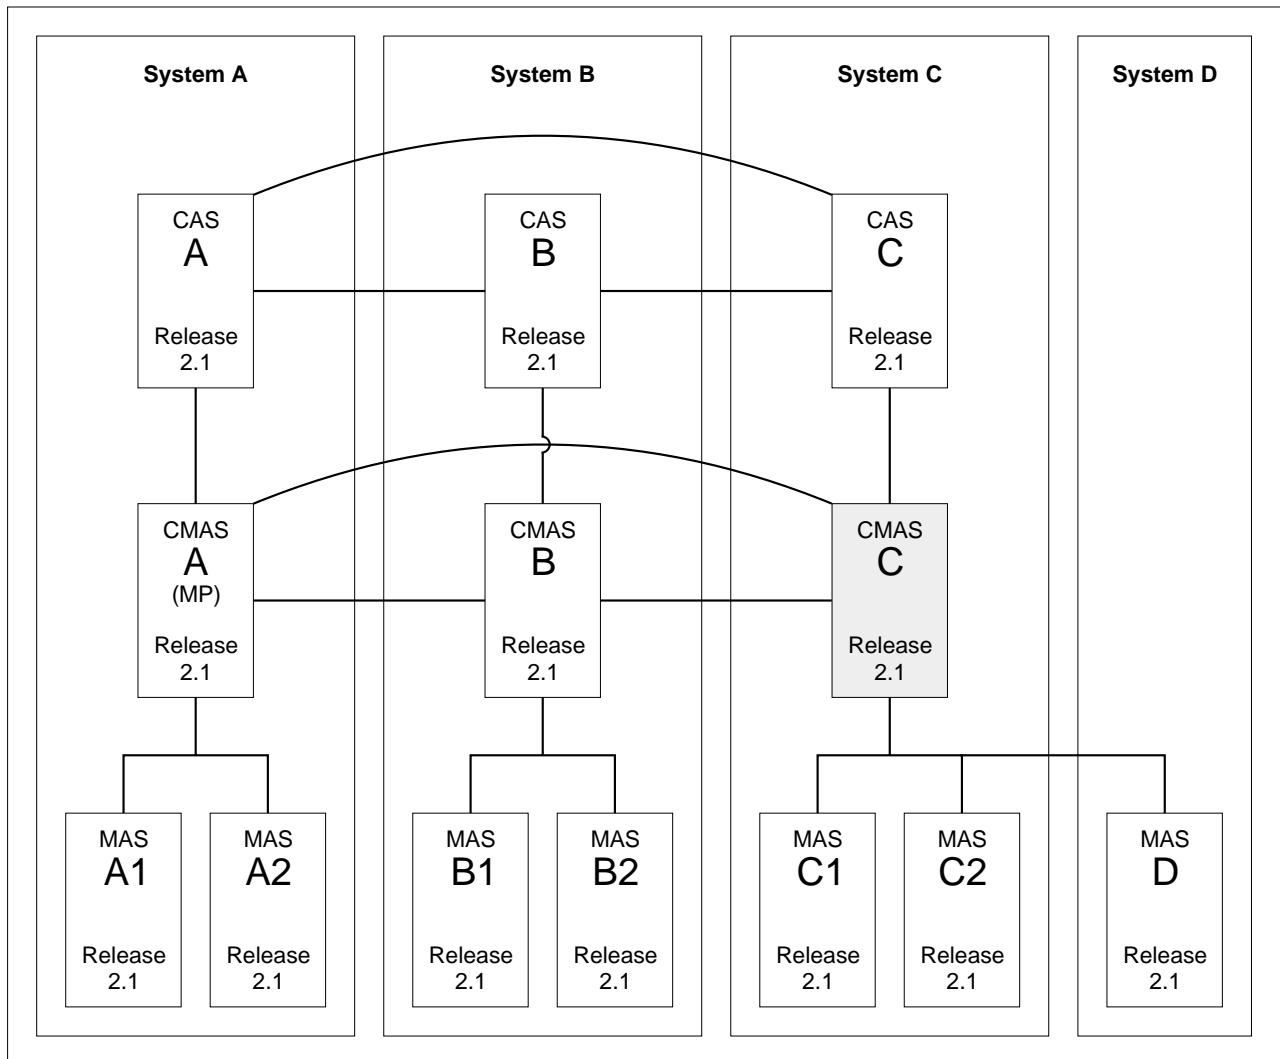 System A
System B
System C
System D
CAS
A
Release
2.1
CAS
B
Release
2.1
CAS
C
Release
2.1
CMAS
A
(MP)
Release
2.1
CMAS
B
Release
2.1
CMAS
C
Release
2.1
MAS
A1
Release
2.1
MAS
A2
Release
2.1
MAS
B1
Release
2.1
MAS
B2
Release
2.1
MAS
C1
Release
2.1
MAS
C2
Release
2.1
MAS
D
Release
2.1